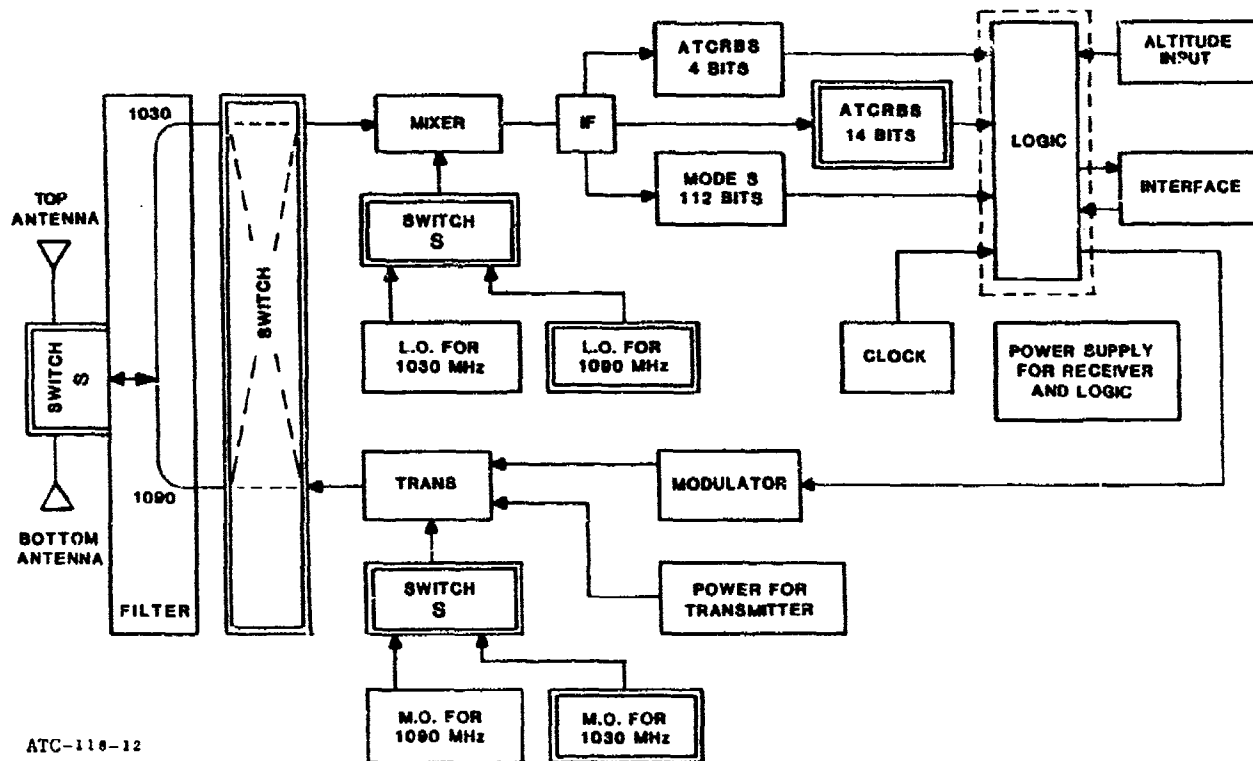 ATCRBS
4 BITS
ALTITUDE
INPUT
1030
MIXER
IF
ATCRBS
14 BITS
LOGIC
MODE S
112 BITS
INTERFACE
TOP
ANTENNA
SWITCH
S
SWITCH
SWITCH
S
L.O. FOR
1030 MHz
L.O. FOR
1090 MHz
CLOCK
POWER SUPPLY
FOR RECEIVER
AND LOGIC
1090
TRANS
MODULATOR
BOTTOM
ANTENNA
FILTER
SWITCH
S
POWER FOR
TRANSMITTER
M.O. FOR
1090 MHz
M.O. FOR
1030 MHz
ATC-118-12